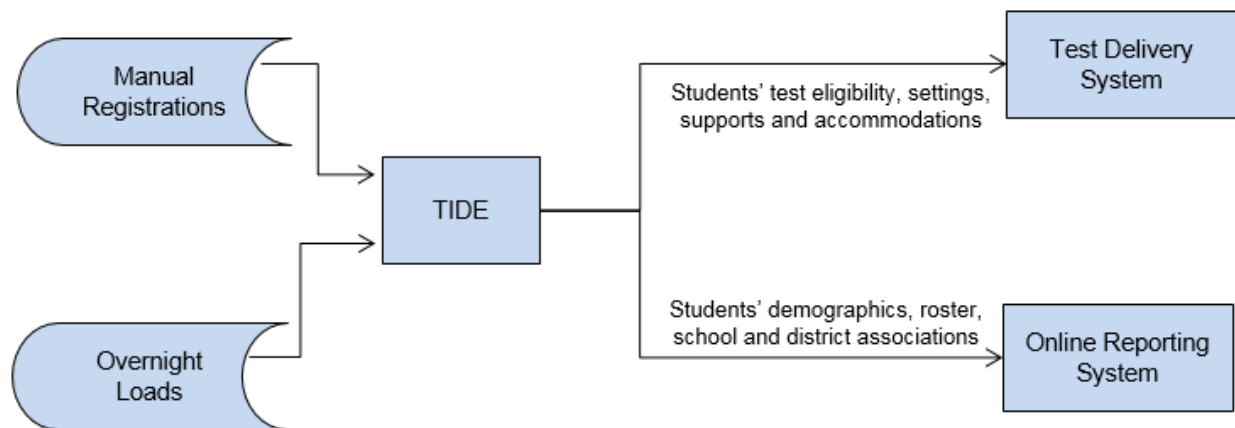 Manual
Registrations
TIDE
Overnight
Loads
Students’ test eligibility, settings,
supports and accommodations
Test Delivery
System
Students’ demographics, roster,
school and district associations
Online Reporting
System